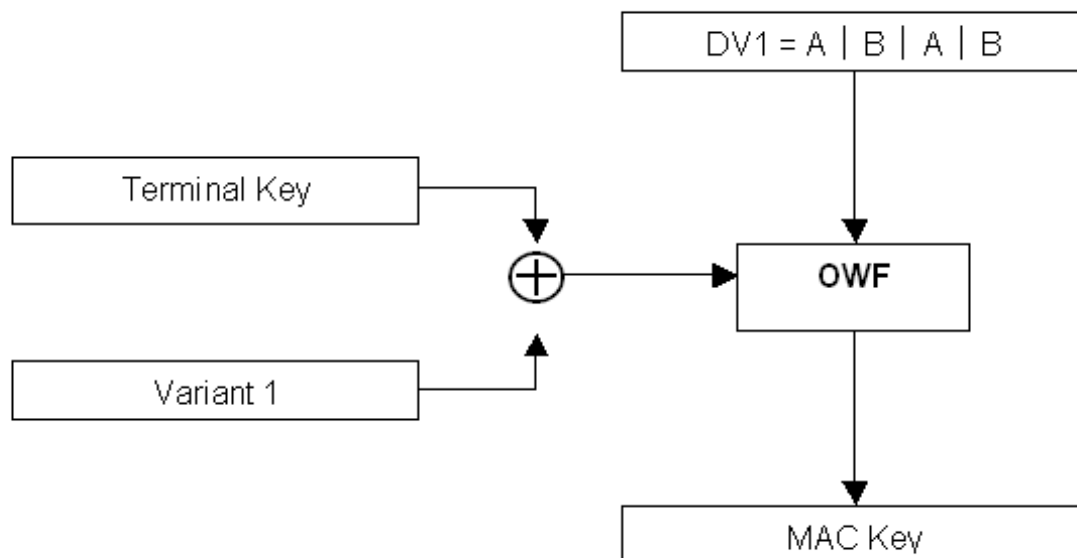 DV1 = A | B | A | B
Terminal Key
OWF
Variant 1
MAC Key